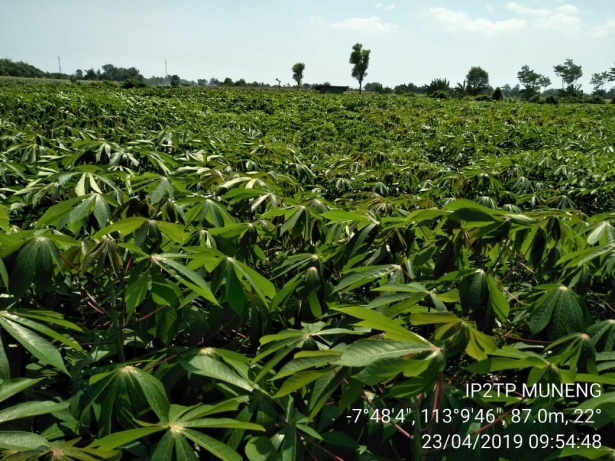 IP2TP MUNENG
-7°48'4", 113°9'46" 87.0m, 22°
23/04/2019 09:54:48